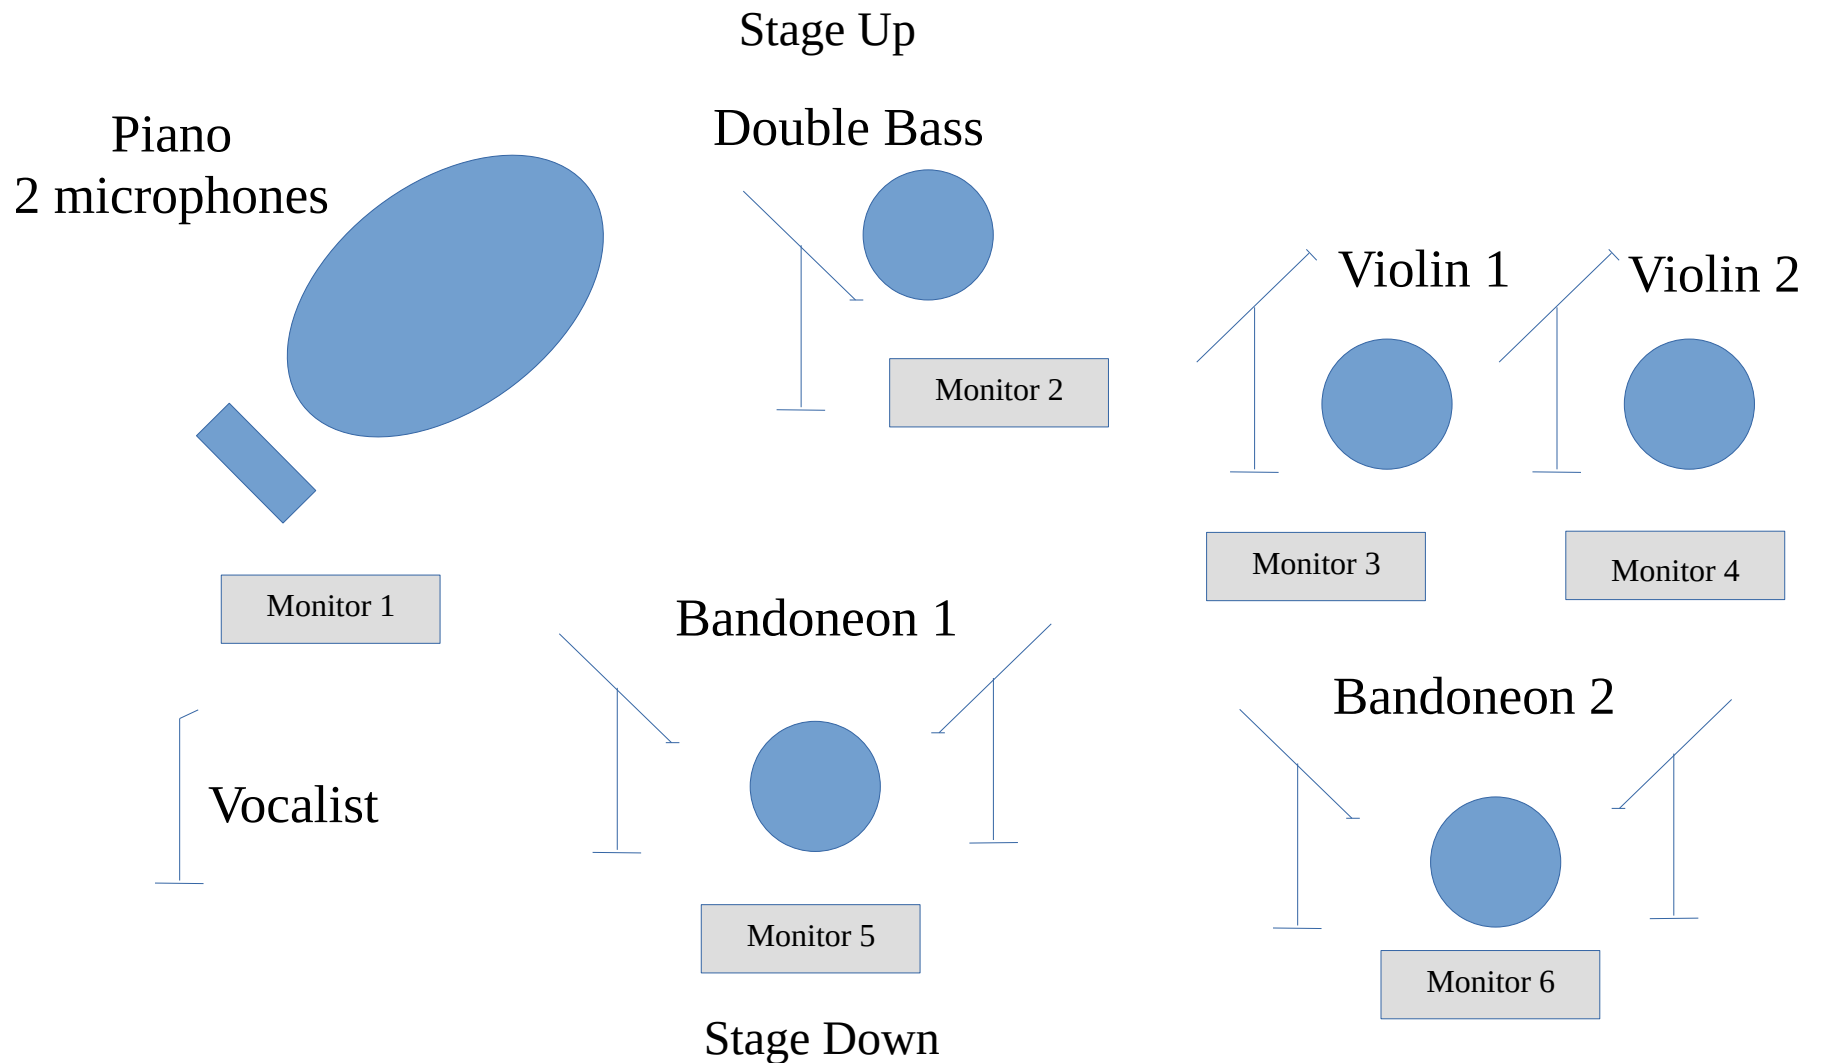 Stage Up
Piano
2 microphones
Double Bass
Violin 1
Violin 2
Monitor 2
Monitor 3
Monitor 4
Monitor 1
Bandoneon 1
Bandoneon 2
Vocalist
Monitor 5
Monitor 6
Stage Down